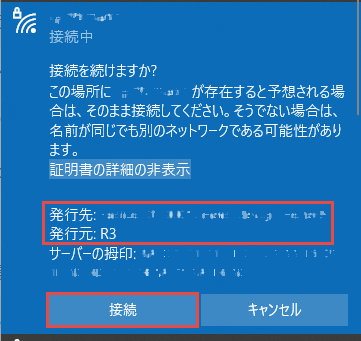 接続中
接続を続けますか?
この場所に が存在すると予想される
場合は、そのまま接続してください。そうでない場合は、
名前が同じでも別のネットワークである可能性があり
ます。
証明書の詳細の非表示
発行先:
発行元: R3
サーバーの拇印:
接続
キャンセル